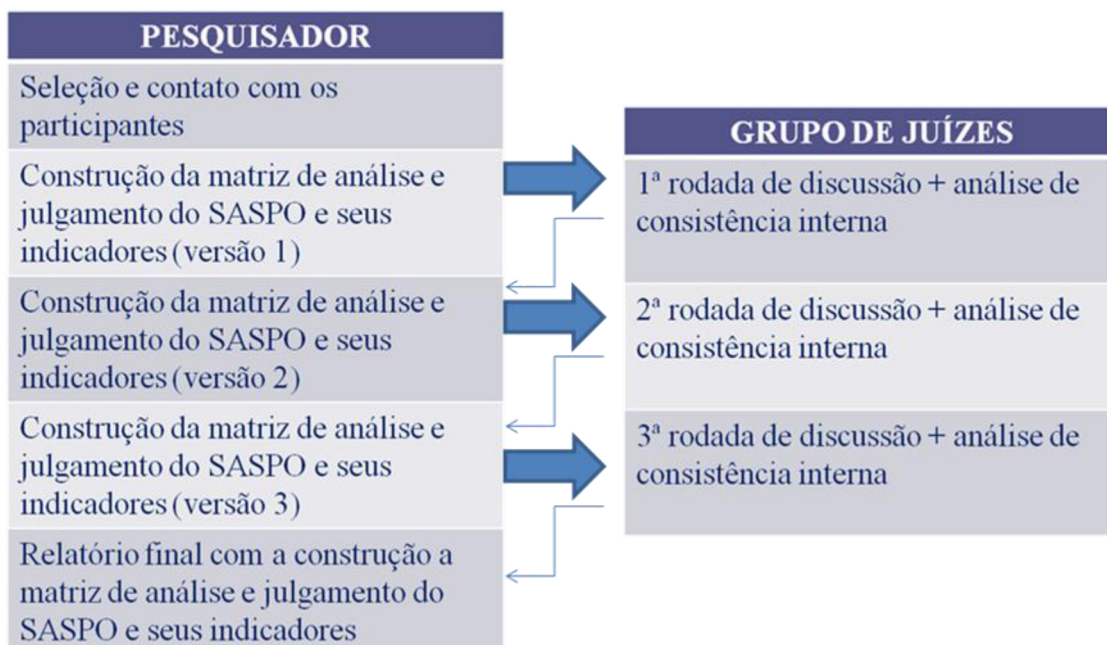 PESQUISADOR
Seleção e contato com os
participantes
Construção da matriz de análise e
julgamento do SASPO e seus
indicadores (versão 1)
Construção da matriz de análise e
julgamento do SASPO e seus
indicadores (versão 2)
Construção da matriz de análise e
julgamento do SASPO e seus
indicadores (versão 3)
Relatório final com a construção a
matriz de análise e julgamento do
SASPO e seus indicadores
GRUPO DE JUÍZES
1ª rodada de discussão + análise de
consistência interna
2ª rodada de discussão + análise de
consistência interna
3ª rodada de discussão + análise de
consistência interna